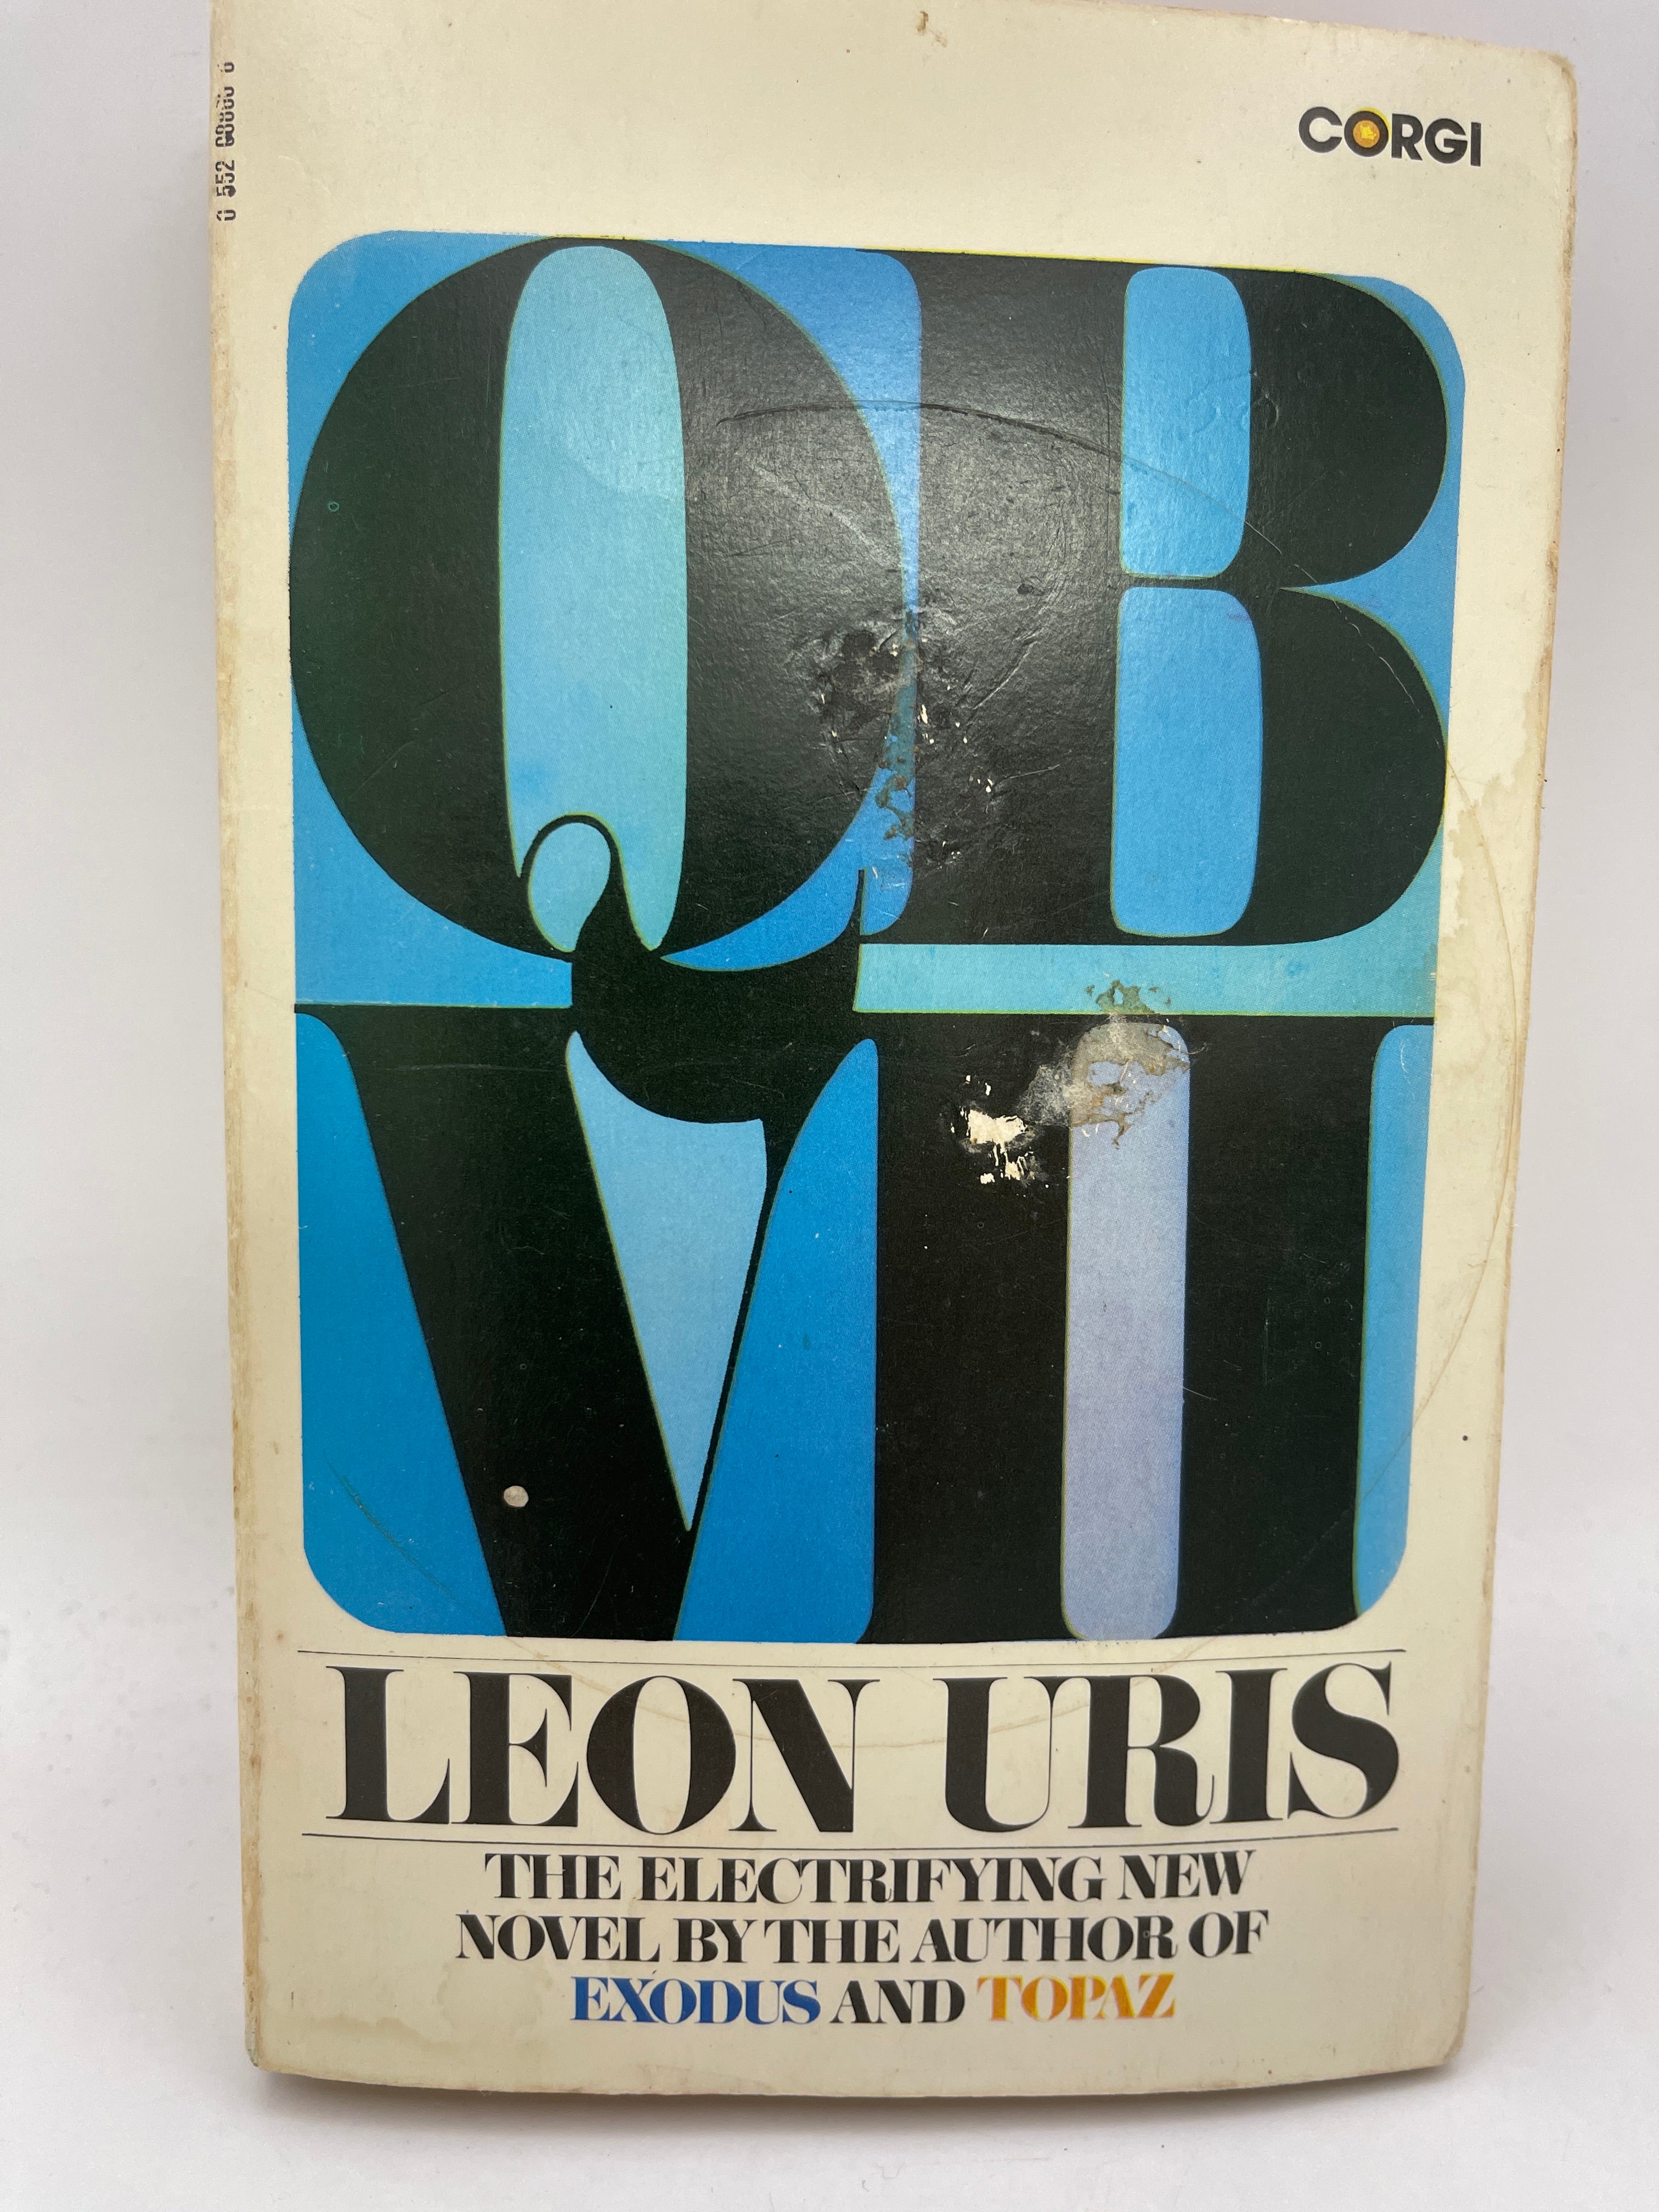 CORGI
QB
VII
LEON URIS
THE ELECTRIFYING NEW
NOVEL BY THE AUTHOR OF
EXODUS AND TOPAZ